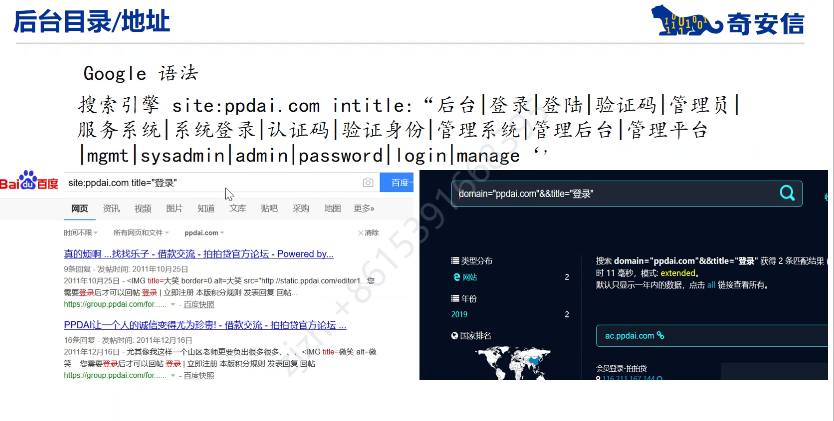 后台目录/地址
奇安信
Google 语法
搜索引擎 site:ppdai.com intitle:“后台|登录|登陆|验证码|管理员|
服务系统|系统登录|认证码|验证身份|管理系统|管理后台|管理平台
|mgmt|sysadmin|admin|password|login|manage ‘’
Bai du 百度
site:ppdai.com title="登录"
百度一
网页 资讯 视频 图片 知道 文库 贴吧 采购 地图 更多»
时间不限 所有网页和文件 ppdai.com ×清除
真的烦啊 ...找找乐子 - 借款交流 - 拍拍贷官方论坛 - Powered by...
9条回复 - 发帖时间: 2011年10月25日
2011年10月25日 - <IMG title=大笑 border=0 alt=大笑 src="http://static.ppdai.com/editor1 您
需要登录后才可以回帖 登录 | 立即注册 本版积分规则 发表回复 回帖...
https://group.ppdai.com/for... - 百度快照
PPDAI让一个人的诚信变得尤为珍贵! - 借款交流 - 拍拍贷官方论坛 ...
16条回复 - 发帖时间: 2011年12月16日
2011年12月16日 - 尤其像我这样一个山区老师更要负出很多很多、、、<IMG title=微笑 alt=微
笑 您需要登录后才可以回帖 登录 | 立即注册 本版积分规则 发表回复 回帖
https://group.ppdai.com/for... - 百度快照
domain="ppdai.com"&&title="登录"
类型分布
网站 2
年份
2019 2
国家排名
搜索 domain="ppdai.com"&&title="登录" 获得 2 条匹配结果
时 11 毫秒，模式: extended。
默认只显示一年内的数据，点击 all 链接查看所有。
ac.ppdai.com
会员登录-拍拍贷
116.211.167.144